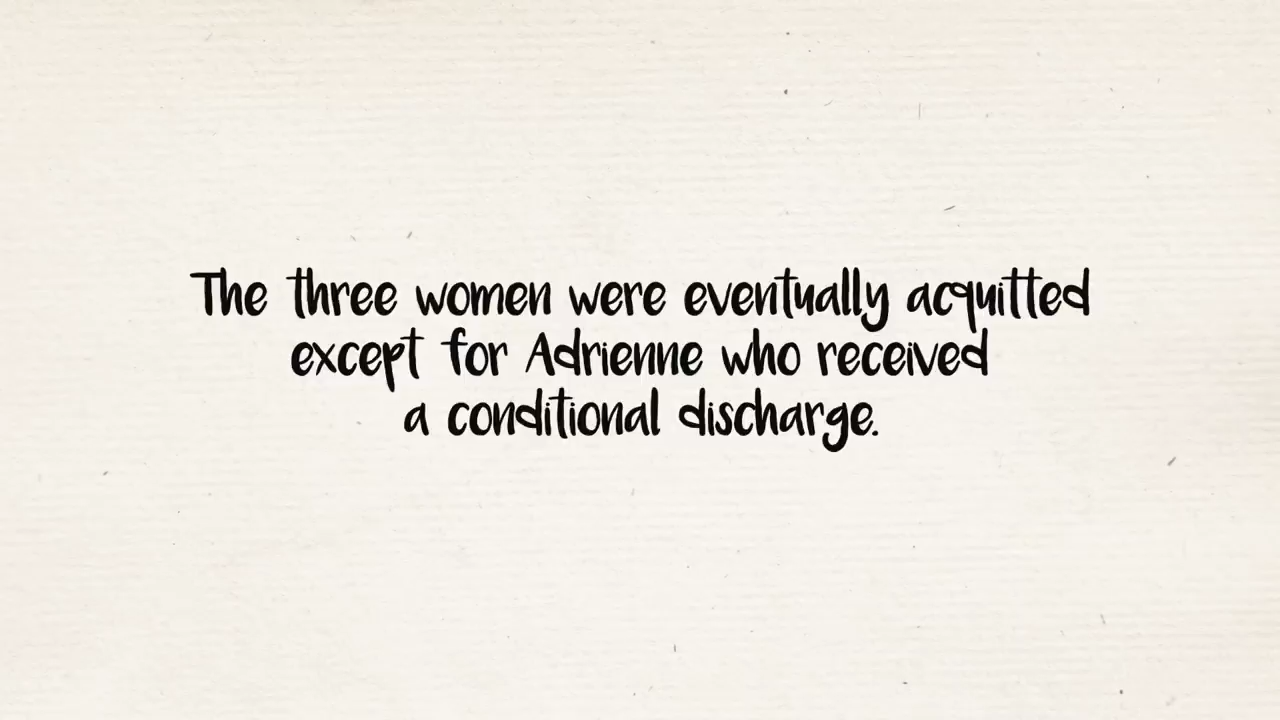 The three women were eventually acquitted
except for Adrienne who received
a conditional discharge.